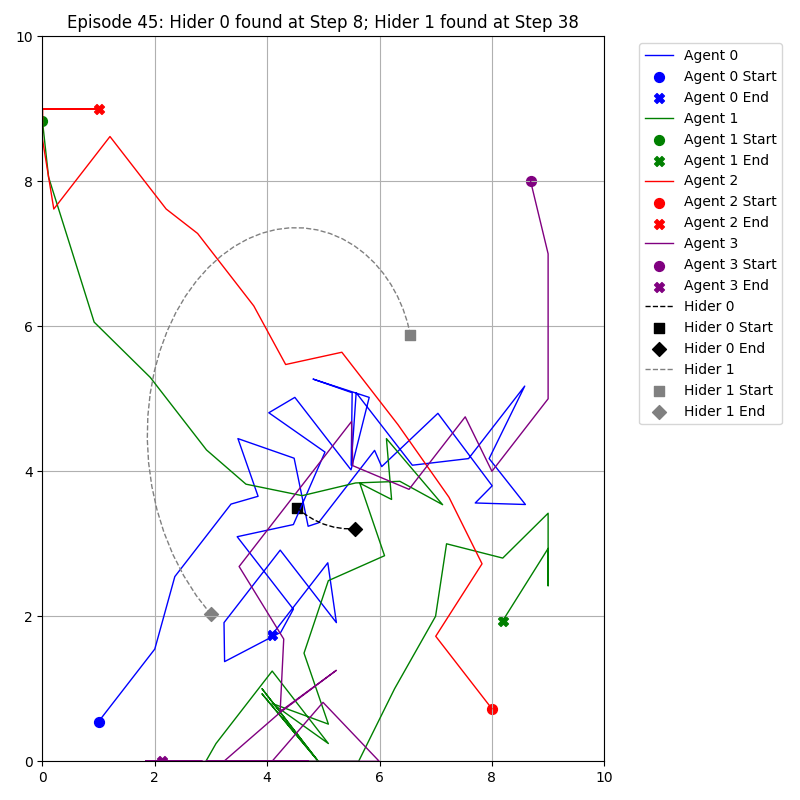 Episode 45: Hider 0 found at Step 8; Hider 1 found at Step 38
10
8
6
4
2
0
0 2 4 6 8 10
Agent 0
Agent 0 Start
Agent 0 End
Agent 1
Agent 1 Start
Agent 1 End
Agent 2
Agent 2 Start
Agent 2 End
Agent 3
Agent 3 Start
Agent 3 End
Hider 0
Hider 0 Start
Hider 0 End
Hider 1
Hider 1 Start
Hider 1 End